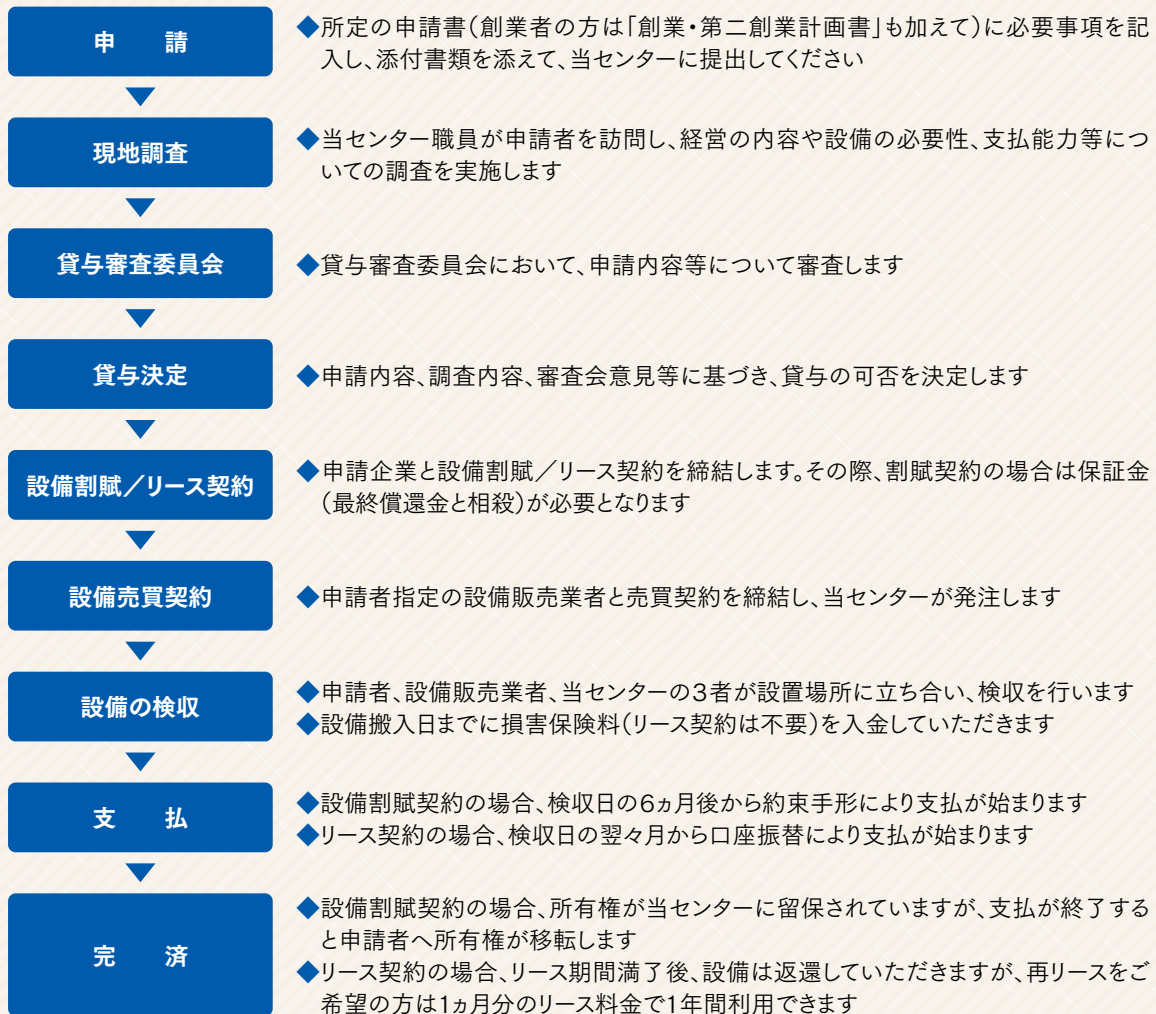 申　請
◆所定の申請書(創業者の方は「創業・第二創業計画書」も加えて)に必要事項を記
入し、添付書類を添えて、当センターに提出してください
現地調査
◆当センター職員が申請者を訪問し、経営の内容や設備の必要性、支払能力等につ
いての調査を実施します
貸与審査委員会
◆貸与審査委員会において、申請内容等について審査します
貸与決定
◆申請内容、調査内容、審査会意見等に基づき、貸与の可否を決定します
設備割賦／リース契約
◆申請企業と設備割賦／リース契約を締結します。その際、割賦契約の場合は保証金
(最終償還金と相殺)が必要となります
設備売買契約
◆申請者指定の設備販売業者と売買契約を締結し、当センターが発注します
設備の検収
◆申請者、設備販売業者、当センターの3者が設置場所に立ち合い、検収を行います
◆設備搬入日までに損害保険料(リース契約は不要)を入金していただきます
支　払
◆設備割賦契約の場合、検収日の6ヵ月後から約束手形により支払が始まります
◆リース契約の場合、検収日の翌々月から口座振替により支払が始まります
完　済
◆設備割賦契約の場合、所有権が当センターに留保されていますが、支払が終了する
と申請者へ所有権が移転します
◆リース契約の場合、リース期間満了後、設備は返還していただきますが、再リースをご
希望の方は1ヵ月分のリース料金で1年間利用できます